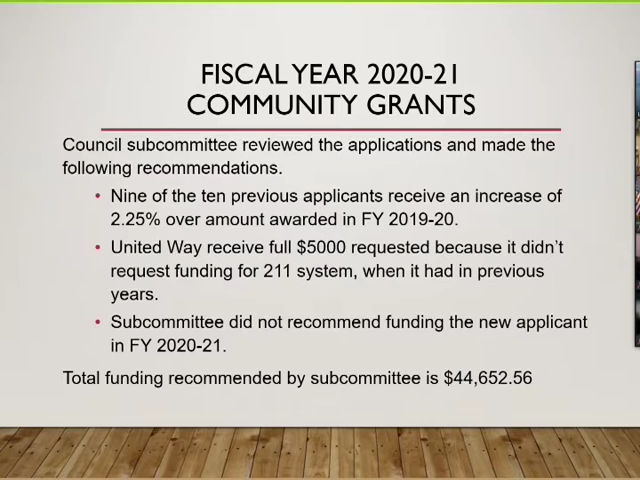 FISCAL YEAR 2020-21
COMMUNITY GRANTS
Council subcommittee reviewed the applications and made the
following recommendations.
• Nine of the ten previous applicants receive an increase of
2.25% over amount awarded in FY 2019-20.
• United Way receive full $5000 requested because it didn't
request funding for 211 system, when it had in previous
years.
• Subcommittee did not recommend funding the new applicant
in FY 2020-21.
Total funding recommended by subcommittee is $44,652.56